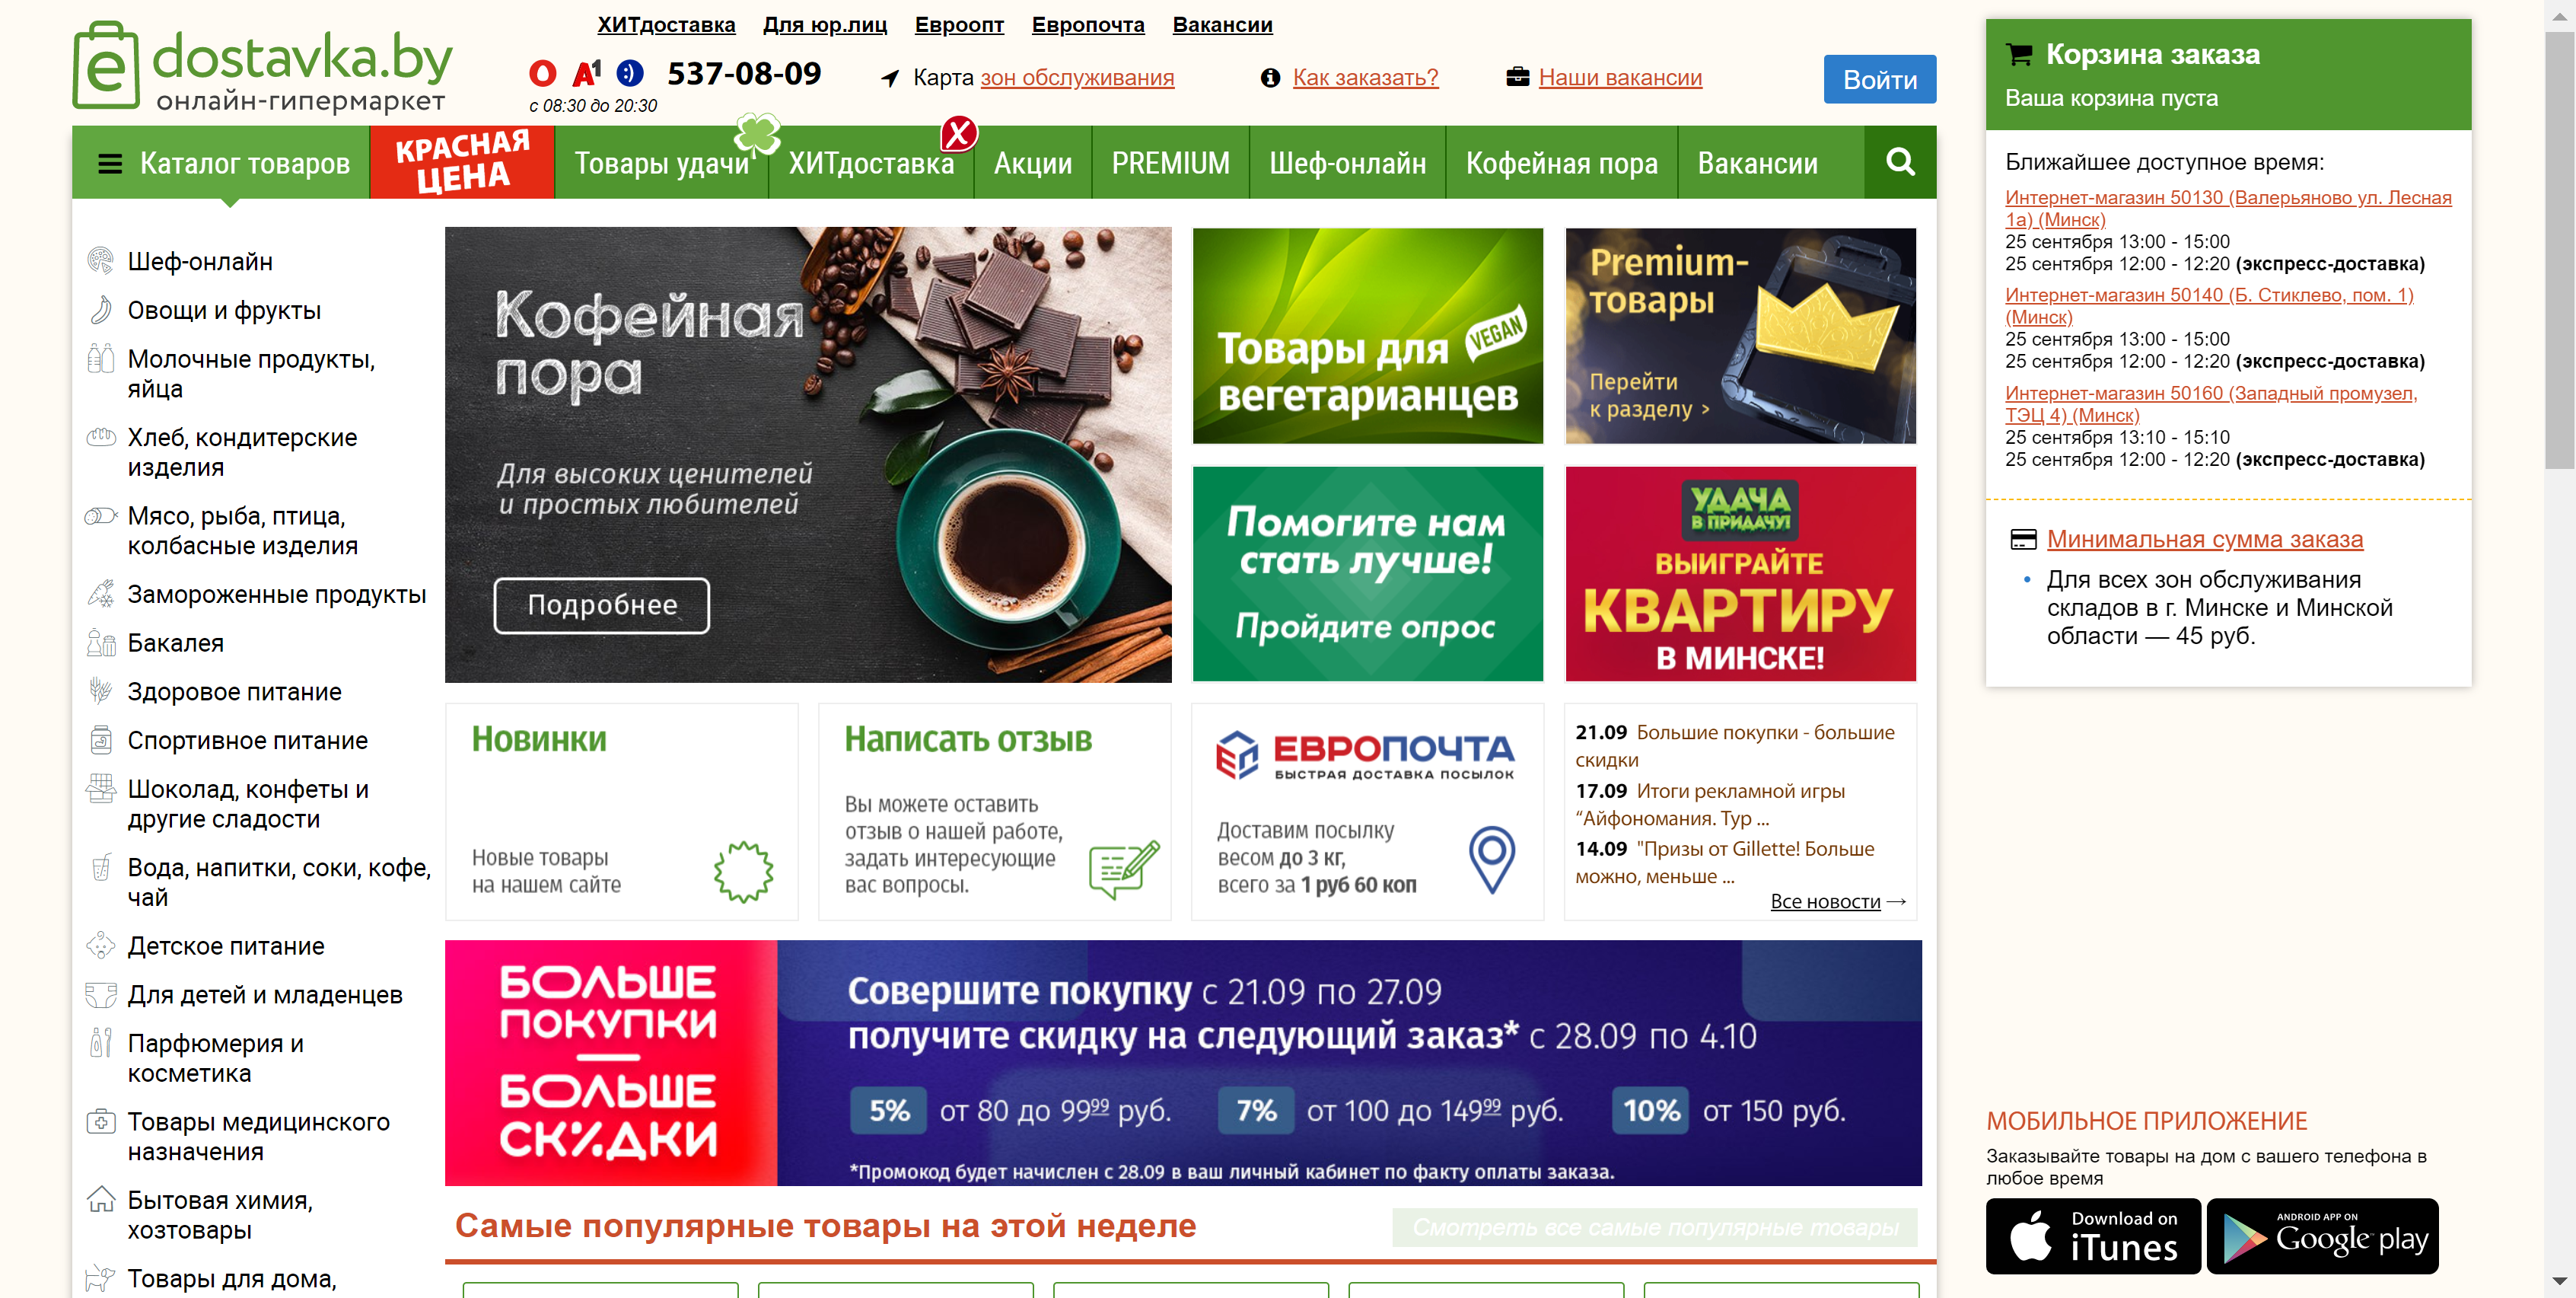 ХИТдоставка Для юр.лиц Евроопт Европочта Вакансии
e dostavka.by
онлайн-гипермаркет
A1 537-08-09
с 08:30 до 20:30
Карта зон обслуживания
Как заказать?
Наши вакансии
Войти
Каталог товаров
КРАСНАЯ
ЦЕНА
Товары удачи
ХИТдоставка
X
Акции
PREMIUM
Шеф-онлайн
Кофейная пора
Вакансии
Шеф-онлайн
Овощи и фрукты
Молочные продукты,
яйца
Хлеб, кондитерские
изделия
Мясо, рыба, птица,
колбасные изделия
Замороженные продукты
Бакалея
Здоровое питание
Спортивное питание
Шоколад, конфеты и
другие сладости
Вода, напитки, соки, кофе,
чай
Детское питание
Для детей и младенцев
Парфюмерия и
косметика
Товары медицинского
назначения
Бытовая химия,
хозтовары
Товары для дома,
Кофейная
пора
Для высоких ценителей
и простых любителей
Подробнее
Товары для
вегетарианцев
VEGAN
Premium-
товары
Перейти
к разделу >
Помогите нам
стать лучше!
Пройдите опрос
УДАЧА
В ПРИДАЧУ!
ВЫИГРАЙТЕ
КВАРТИРУ
В МИНСКЕ!
Новинки
Новые товары
на нашем сайте
Написать отзыв
Вы можете оставить
отзыв о нашей работе,
задать интересующие
вас вопросы.
ЕВРОПОЧТА
БЫСТРАЯ ДОСТАВКА ПОСЫЛОК
Доставим посылку
весом до 3 кг,
всего за 1 руб 60 коп
21.09 Большие покупки - большие
скидки
17.09 Итоги рекламной игры
“Айфономания. Тур ...
14.09 "Призы от Gillette! Больше
можно, меньше ...
Все новости →
БОЛЬШЕ
ПОКУПКИ
—
БОЛЬШЕ
СКИДКИ
Совершите покупку с 21.09 по 27.09
получите скидку на следующий заказ* с 28.09 по 4.10
5% от 80 до 99⁹⁹ руб. 7% от 100 до 149⁹⁹ руб. 10% от 150 руб.
*Промокод будет начислен с 28.09 в ваш личный кабинет по факту оплаты заказа.
Самые популярные товары на этой неделе
Смотреть все самые популярные товары
Корзина заказа
Ваша корзина пуста
Ближайшее доступное время:
Интернет-магазин 50130 (Валерьяново ул. Лесная
1а) (Минск)
25 сентября 13:00 - 15:00
25 сентября 12:00 - 12:20 (экспресс-доставка)
Интернет-магазин 50140 (Б. Стиклево, пом. 1)
(Минск)
25 сентября 13:00 - 15:00
25 сентября 12:00 - 12:20 (экспресс-доставка)
Интернет-магазин 50160 (Западный промузел,
ТЭЦ 4) (Минск)
25 сентября 13:10 - 15:10
25 сентября 12:00 - 12:20 (экспресс-доставка)
Минимальная сумма заказа
• Для всех зон обслуживания
складов в г. Минске и Минской
области — 45 руб.
МОБИЛЬНОЕ ПРИЛОЖЕНИЕ
Заказывайте товары на дом с вашего телефона в
любое время
Download on
iTunes
ANDROID APP ON
Google play